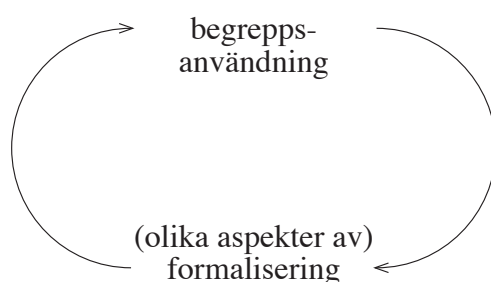 begrepps-
användning
(olika aspekter av)
formalisering